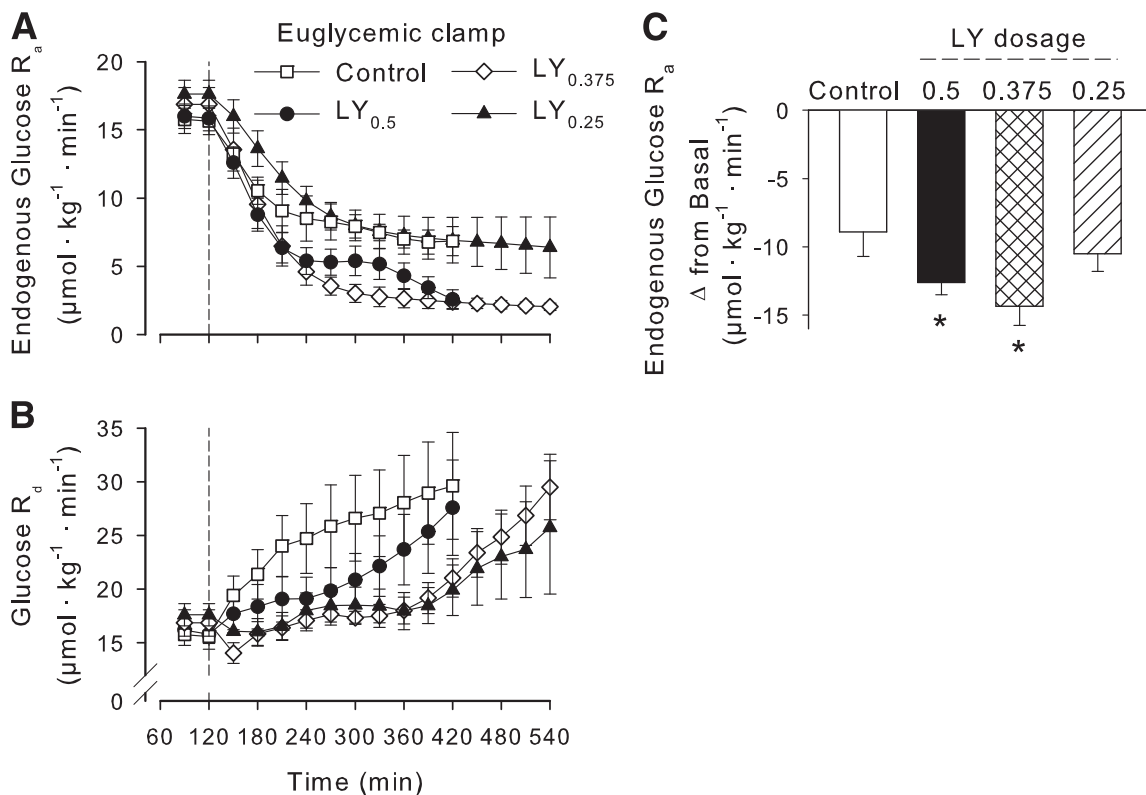 A
Euglycemic clamp
Control
LY0.375
LY0.5
LY0.25
Endogenous Glucose Ra
(µmol · kg-1 · min-1)
20
15
10
5
0
B
Glucose Rd
(µmol · kg-1 · min-1)
35
30
25
20
15
0
60 120 180 240 300 360 420 480 540
Time (min)
C
LY dosage
Control 0.5 0.375 0.25
Endogenous Glucose Ra
Δ from Basal
(µmol · kg-1 · min-1)
0
-5
-10
-15
* *